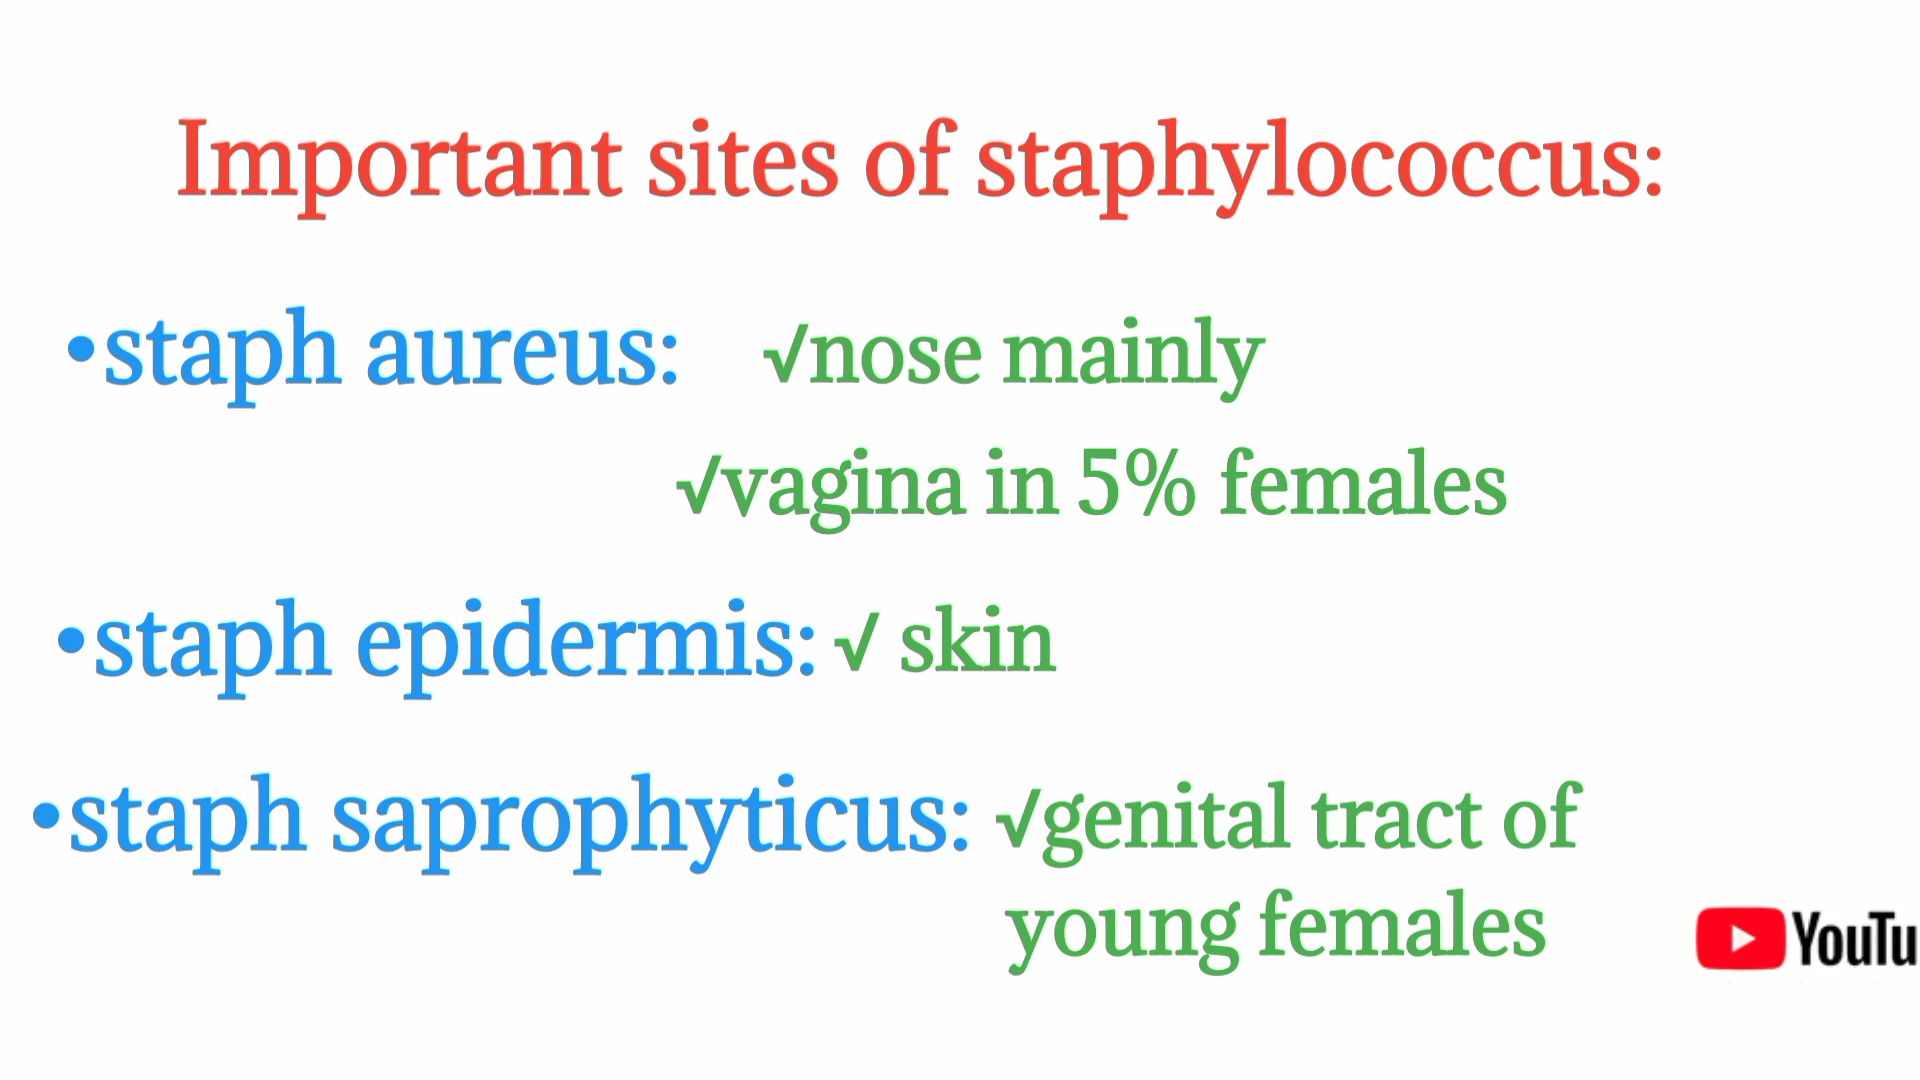 Important sites of staphylococcus:
•staph aureus: √nose mainly
√vagina in 5% females
•staph epidermis: √ skin
•staph saprophyticus: √genital tract of
young females
YouTu